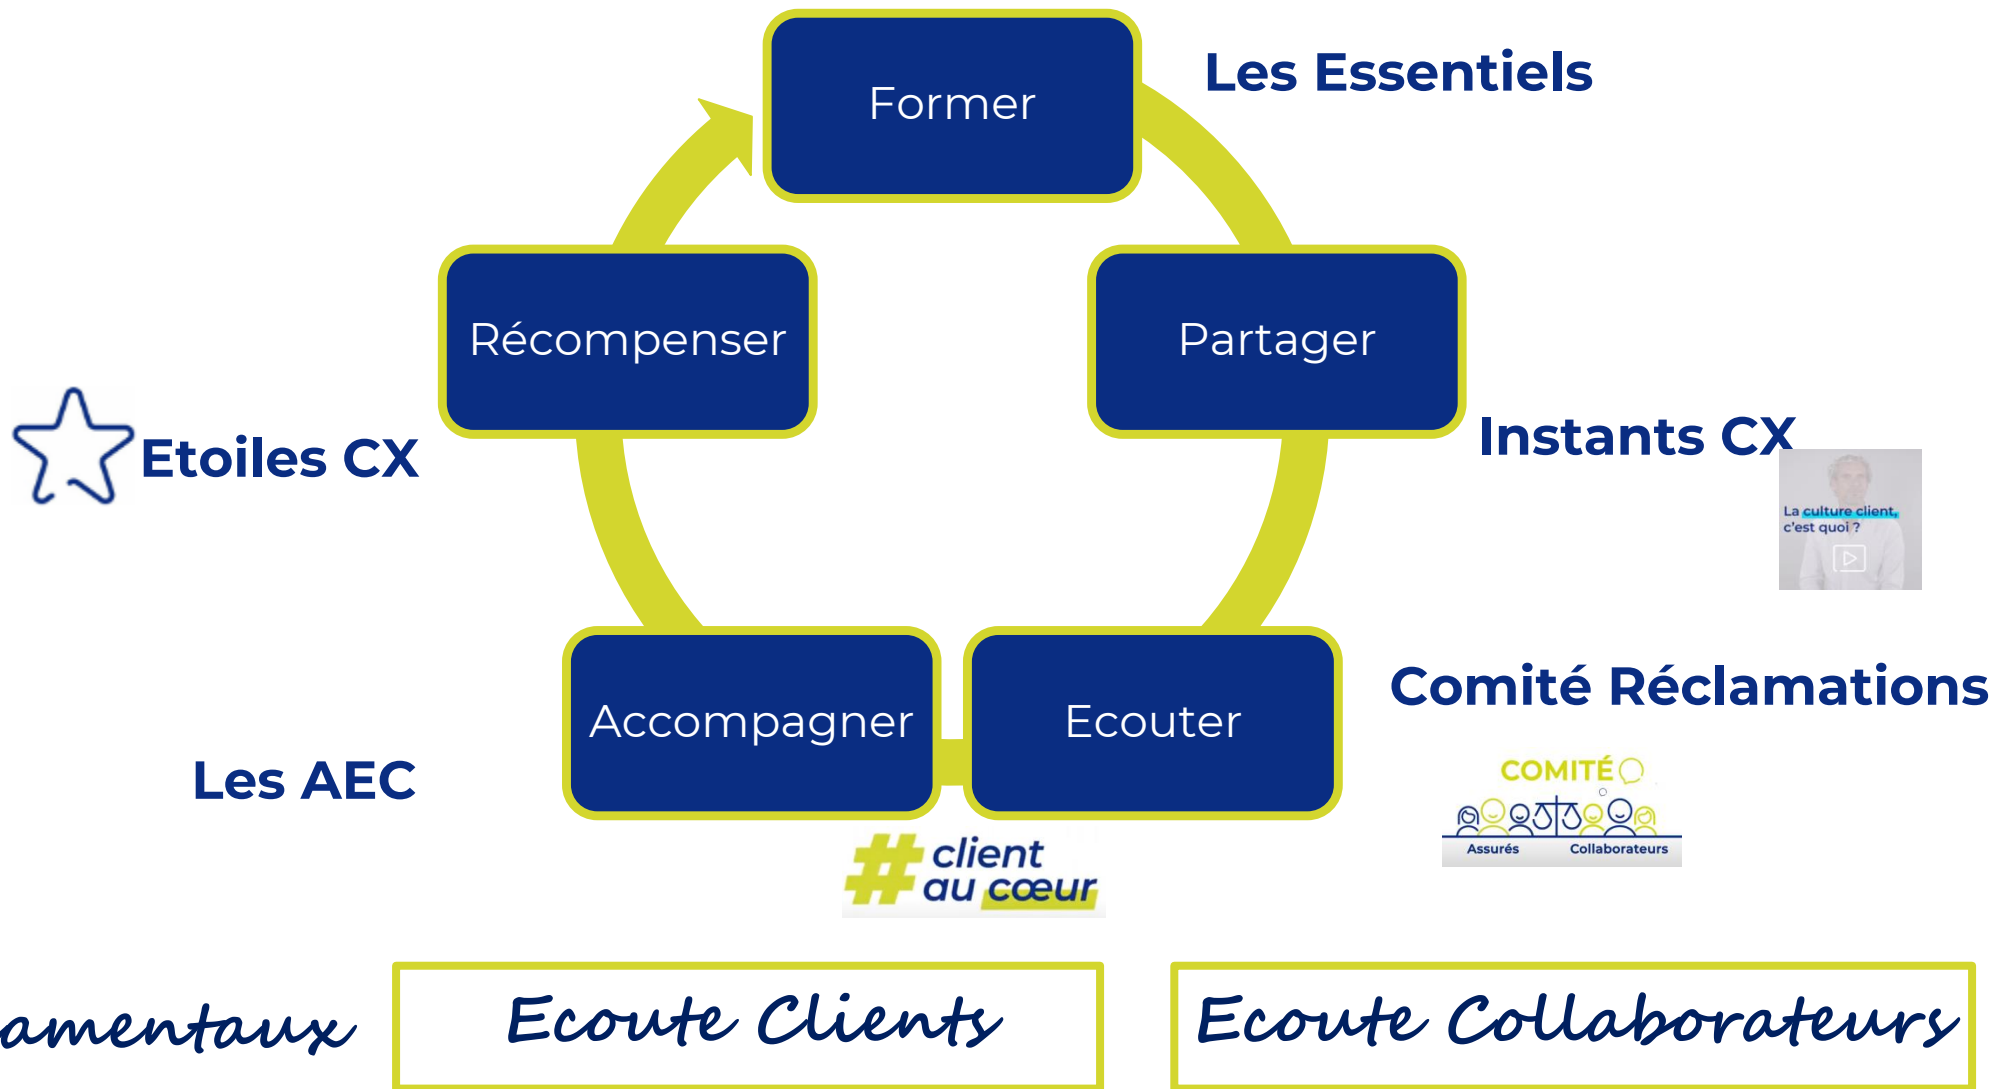 Former
Les Essentiels
Récompenser
Partager
Etoiles CX
Instants CX
La culture client,
c'est quoi ?
Accompagner
Ecouter
Comité Réclamations
Les AEC
COMITÉ
Assurés
Collaborateurs
#client
au cœur
amentaux
Ecoute Clients
Ecoute Collaborateurs